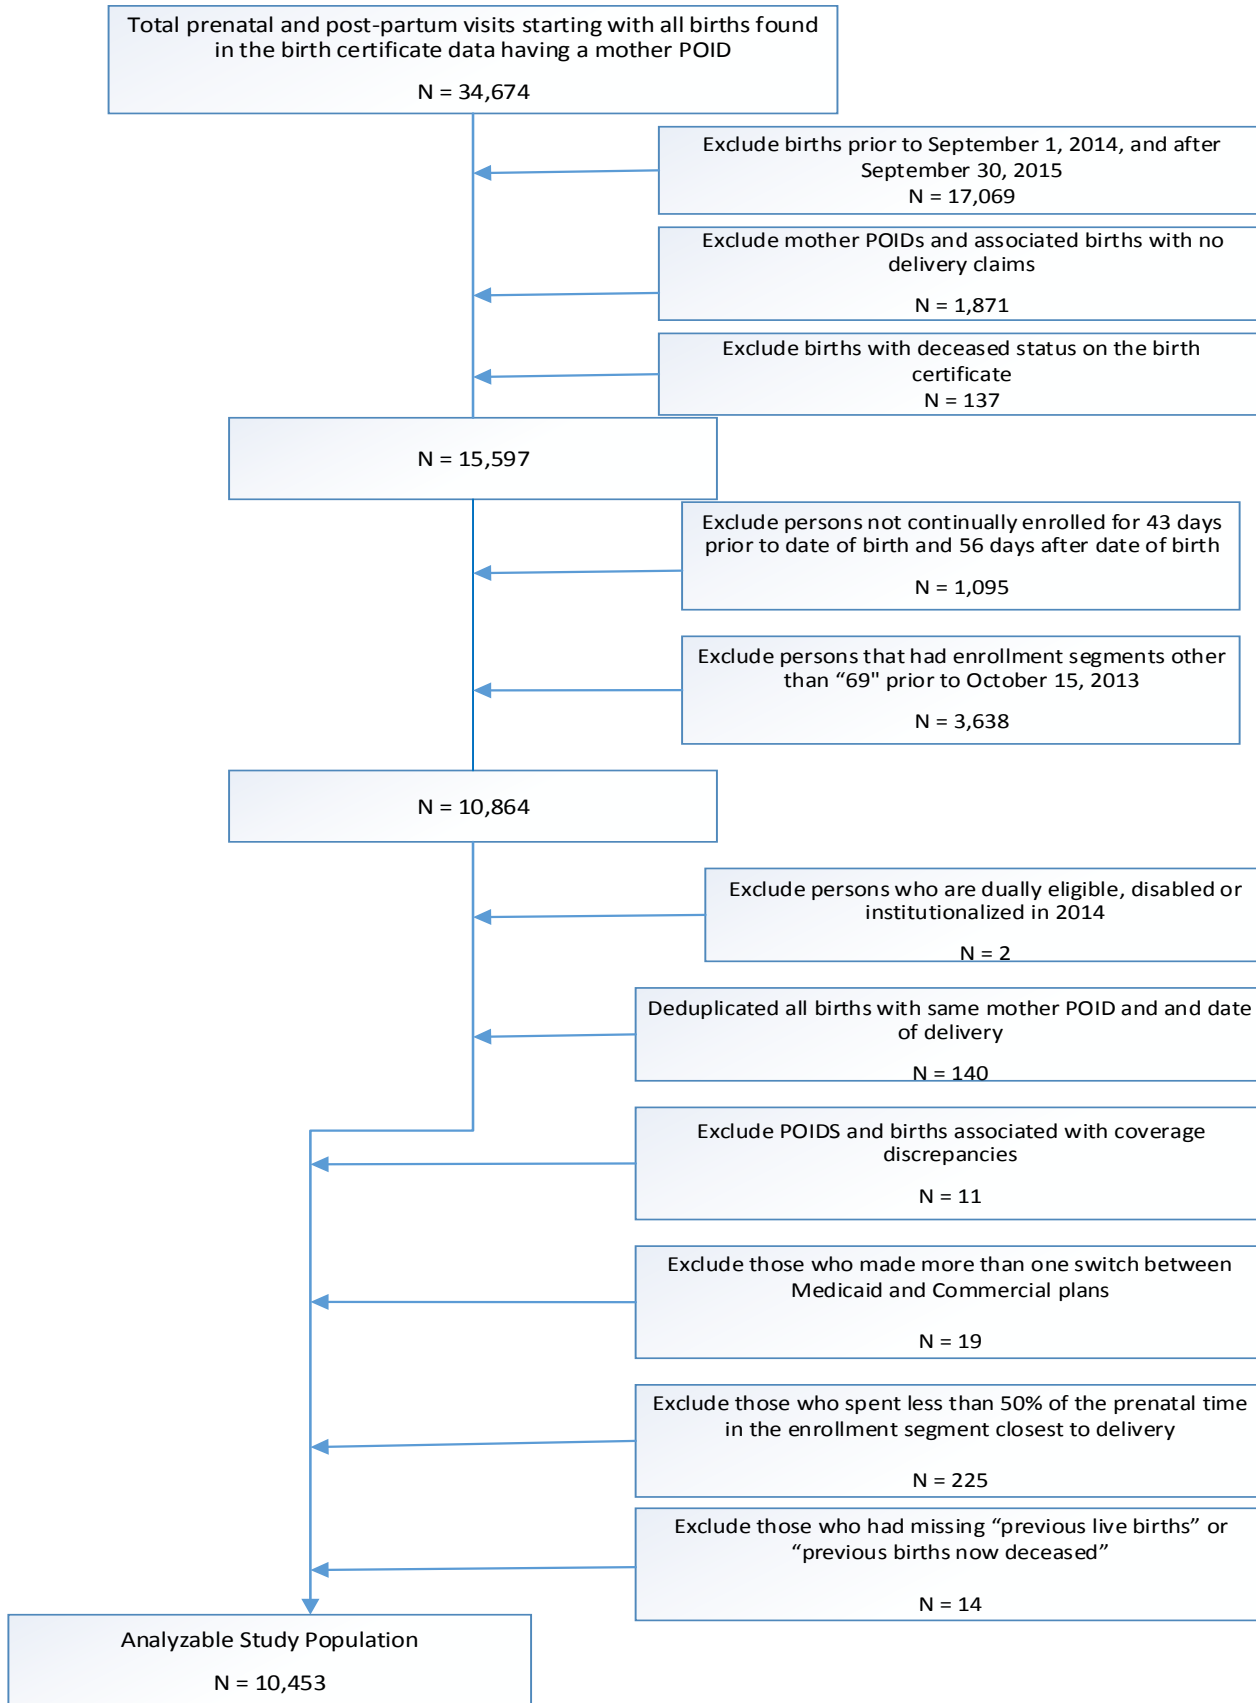 Total prenatal and post-partum visits starting with all births found
in the birth certificate data having a mother POID
N = 34,674
Exclude births prior to September 1, 2014, and after
September 30, 2015
N = 17,069
Exclude mother POIDs and associated births with no
delivery claims
N = 1,871
Exclude births with deceased status on the birth
certificate
N = 137
N = 15,597
Exclude persons not continually enrolled for 43 days
prior to date of birth and 56 days after date of birth
N = 1,095
Exclude persons that had enrollment segments other
than “69" prior to October 15, 2013
N = 3,638
N = 10,864
Exclude persons who are dually eligible, disabled or
institutionalized in 2014
N = 2
Deduplicated all births with same mother POID and and date
of delivery
N = 140
Exclude POIDS and births associated with coverage
discrepancies
N = 11
Exclude those who made more than one switch between
Medicaid and Commercial plans
N = 19
Exclude those who spent less than 50% of the prenatal time
in the enrollment segment closest to delivery
N = 225
Exclude those who had missing “previous live births” or
“previous births now deceased”
N = 14
Analyzable Study Population
N = 10,453